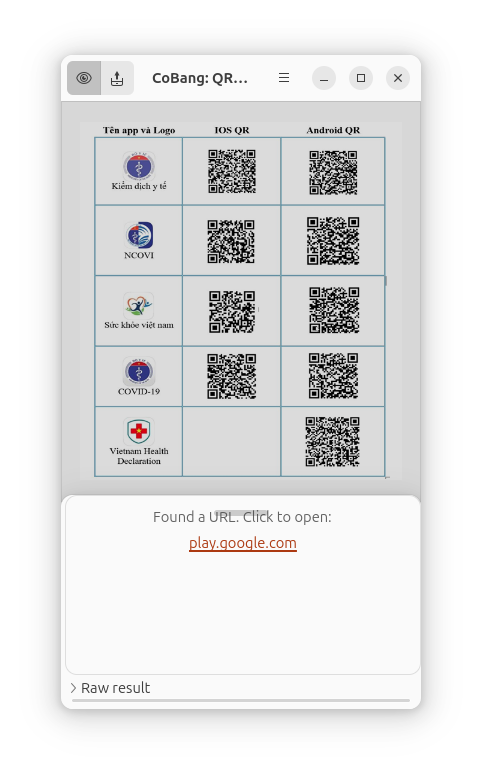 CoBang: QR…
Tên app và Logo IOS QR Android QR
Kiểm dịch y tế
NCOVI
Sức khỏe việt nam
COVID-19
Vietnam Health
Declaration
Found a URL. Click to open:
play.google.com
Raw result